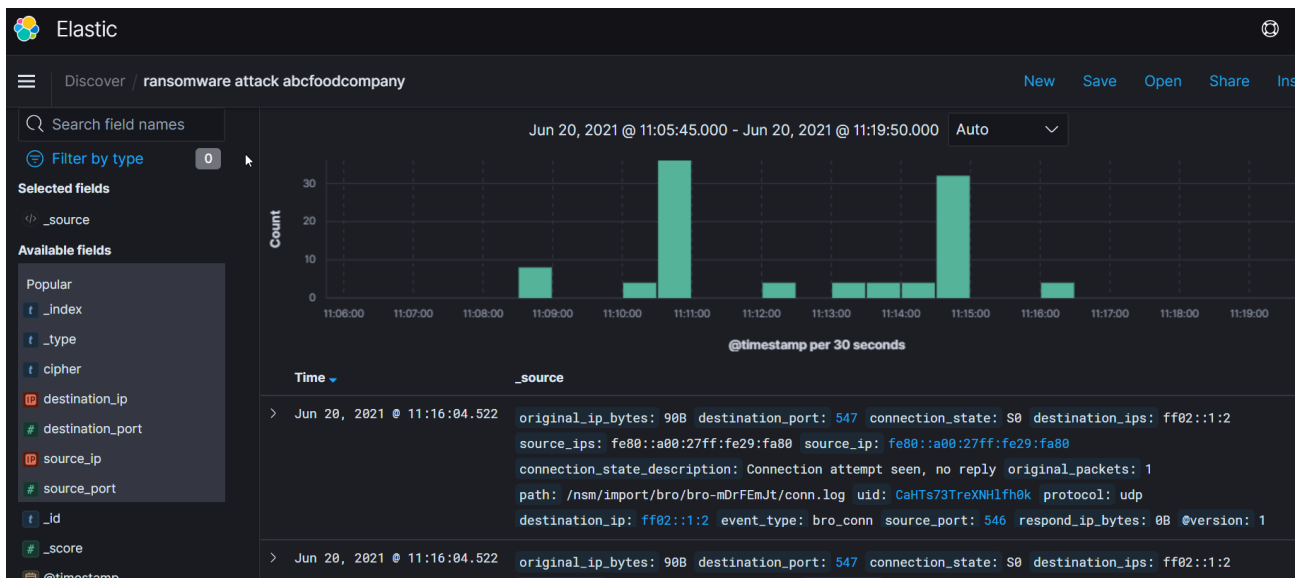 Elastic
Discover / ransomware attack abcfoodcompany
New Save Open Share Ins
Search field names
Filter by type 0
Selected fields
_source
Available fields
Popular
t _index
t _type
t cipher
IP destination_ip
# destination_port
IP source_ip
# source_port
t _id
# _score
@timestamp
Jun 20, 2021 @ 11:05:45.000 - Jun 20, 2021 @ 11:19:50.000 Auto
Count
30
20
10
0
11:06:00 11:07:00 11:08:00 11:09:00 11:10:00 11:11:00 11:12:00 11:13:00 11:14:00 11:15:00 11:16:00 11:17:00 11:18:00 11:19:00
@timestamp per 30 seconds
Time _source
Jun 20, 2021 @ 11:16:04.522 original_ip_bytes: 90B destination_port: 547 connection_state: S0 destination_ips: ff02::1:2
source_ips: fe80::a00:27ff:fe29:fa80 source_ip: fe80::a00:27ff:fe29:fa80
connection_state_description: Connection attempt seen, no reply original_packets: 1
path: /nsm/import/bro/bro-mDrFEmJt/conn.log uid: CaHTs73TreXNHlfh0k protocol: udp
destination_ip: ff02::1:2 event_type: bro_conn source_port: 546 respond_ip_bytes: 0B @version: 1
Jun 20, 2021 @ 11:16:04.522 original_ip_bytes: 90B destination_port: 547 connection_state: S0 destination_ips: ff02::1:2